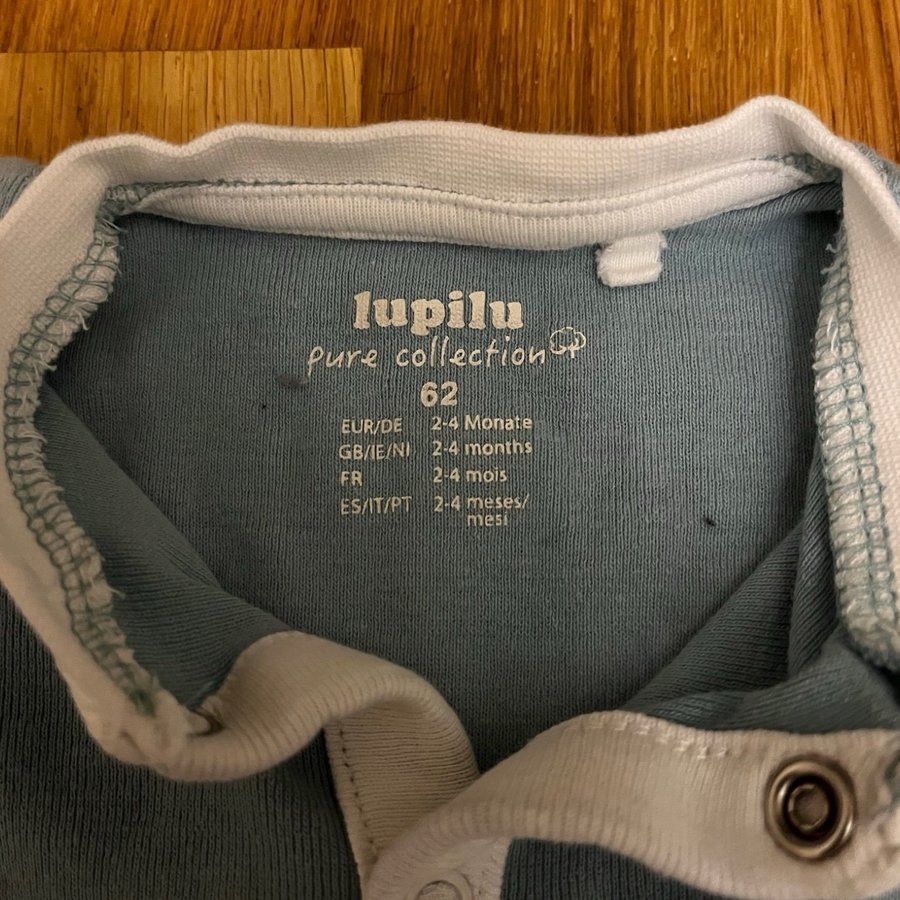 lupilu
pure collection
62
EUR/DE 2-4 Monate
GB/IE/NI 2-4 months
FR 2-4 mois
ES/IT/PT 2-4 meses/
mesi